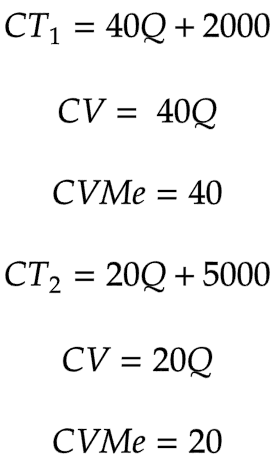 CT₁ = 40Q + 2000
CV = 40Q
CVMe = 40
CT₂ = 20Q + 5000
CV = 20Q
CVMe = 20